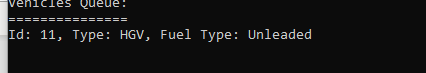 Vehicles Queue:
===============
Id: 11, Type: HGV, Fuel Type: Unleaded